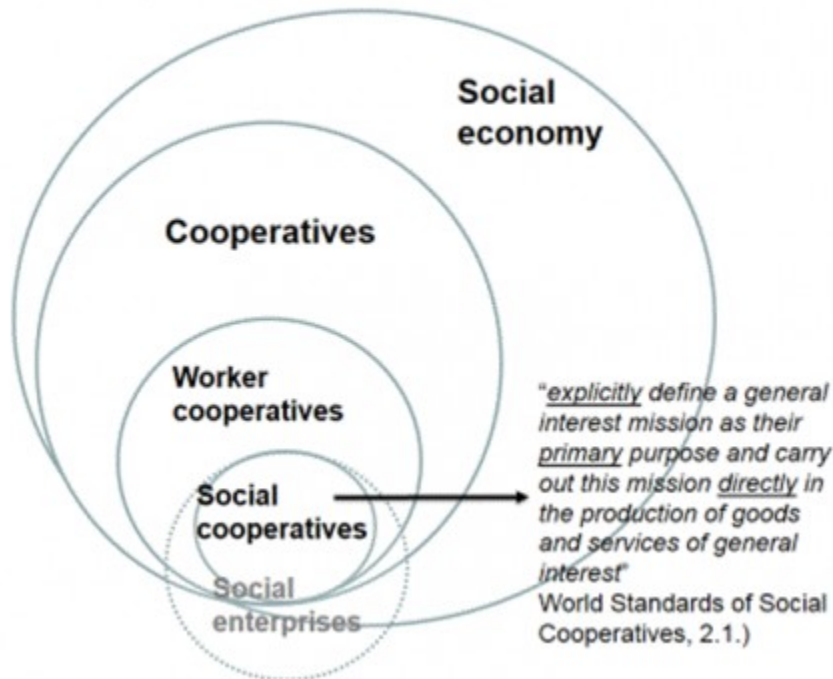 Social
economy
Cooperatives
Worker
cooperatives
Social
cooperatives
Social
enterprises
“explicitly define a general
interest mission as their
primary purpose and carry
out this mission directly in
the production of goods
and services of general
interest”
World Standards of Social
Cooperatives, 2.1.)